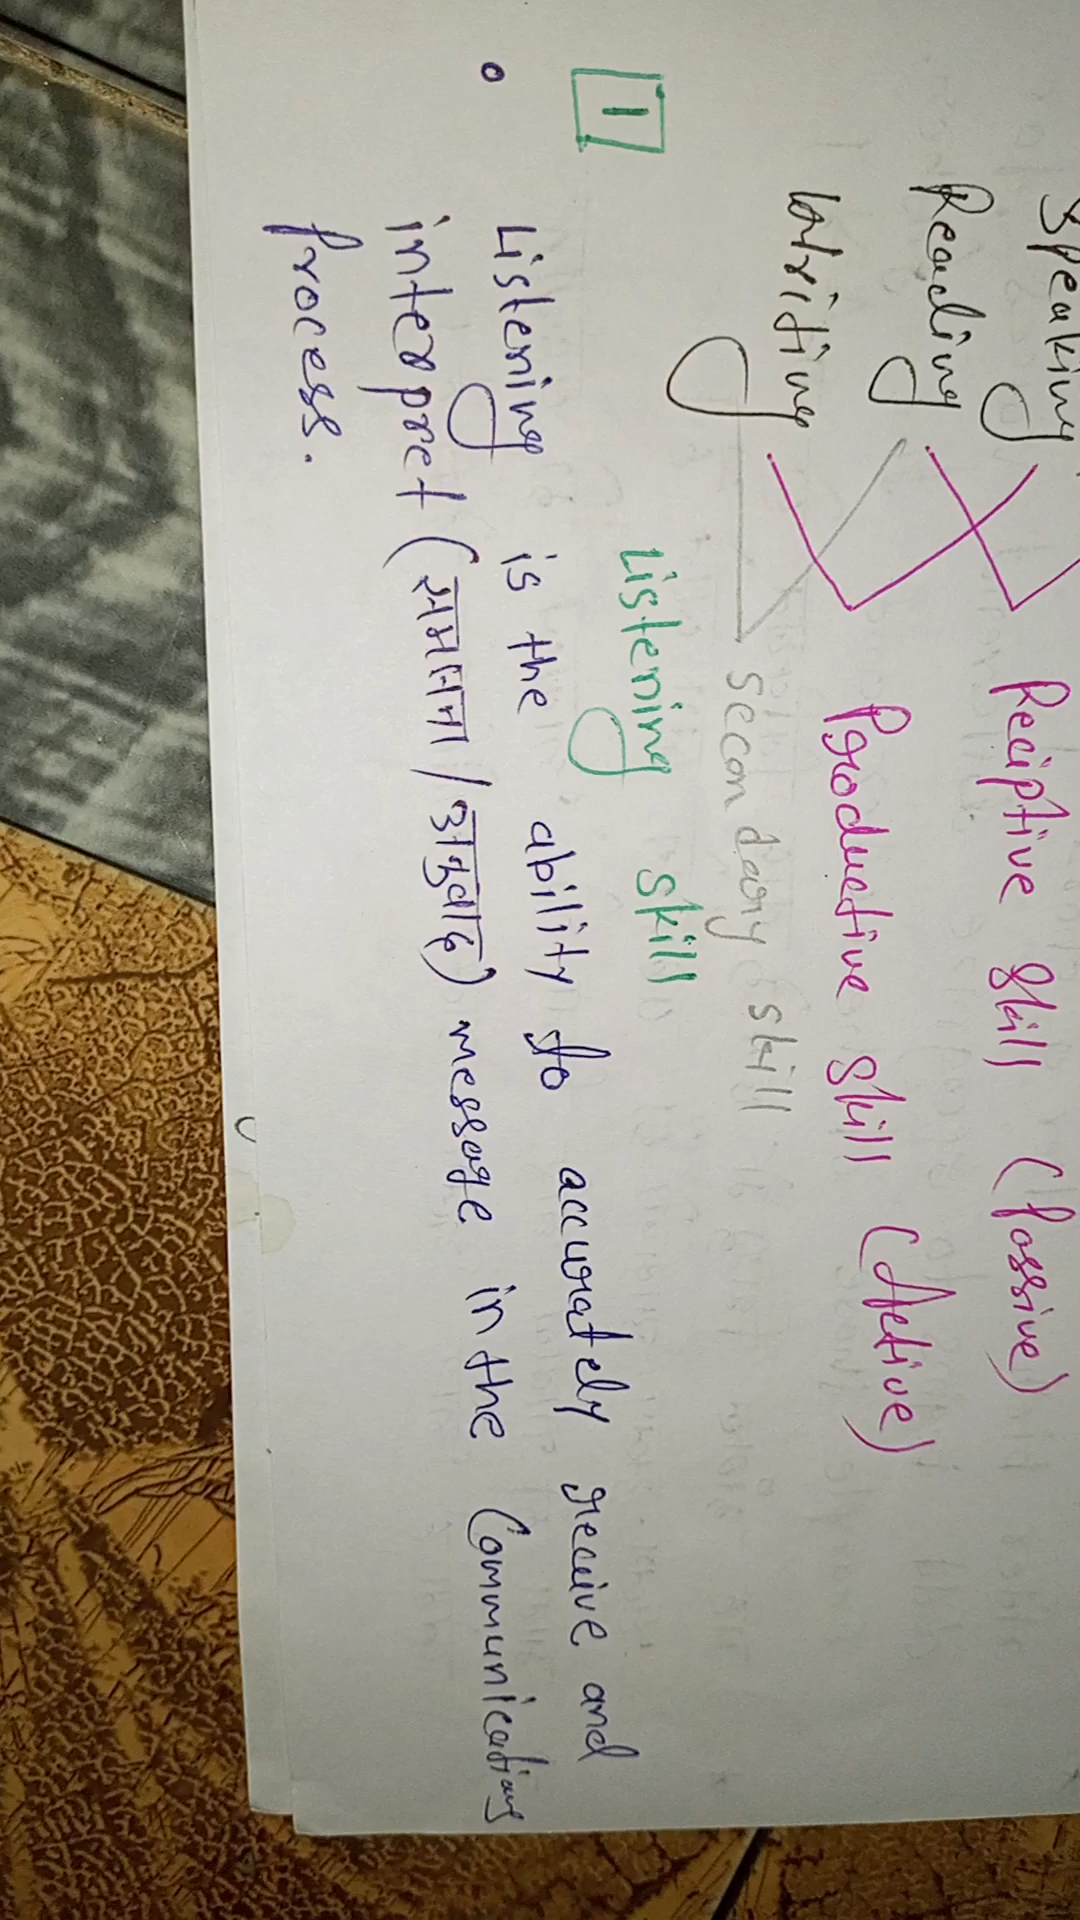 Speaking
Reading
Writing
Reciptive skill (Passive)
Productive skill (Active)
Secondary skill
1 Listening skill
Listening is the ability to accurately receive and
interpret (समझना / अनुवाद) message in the Communication
Process.